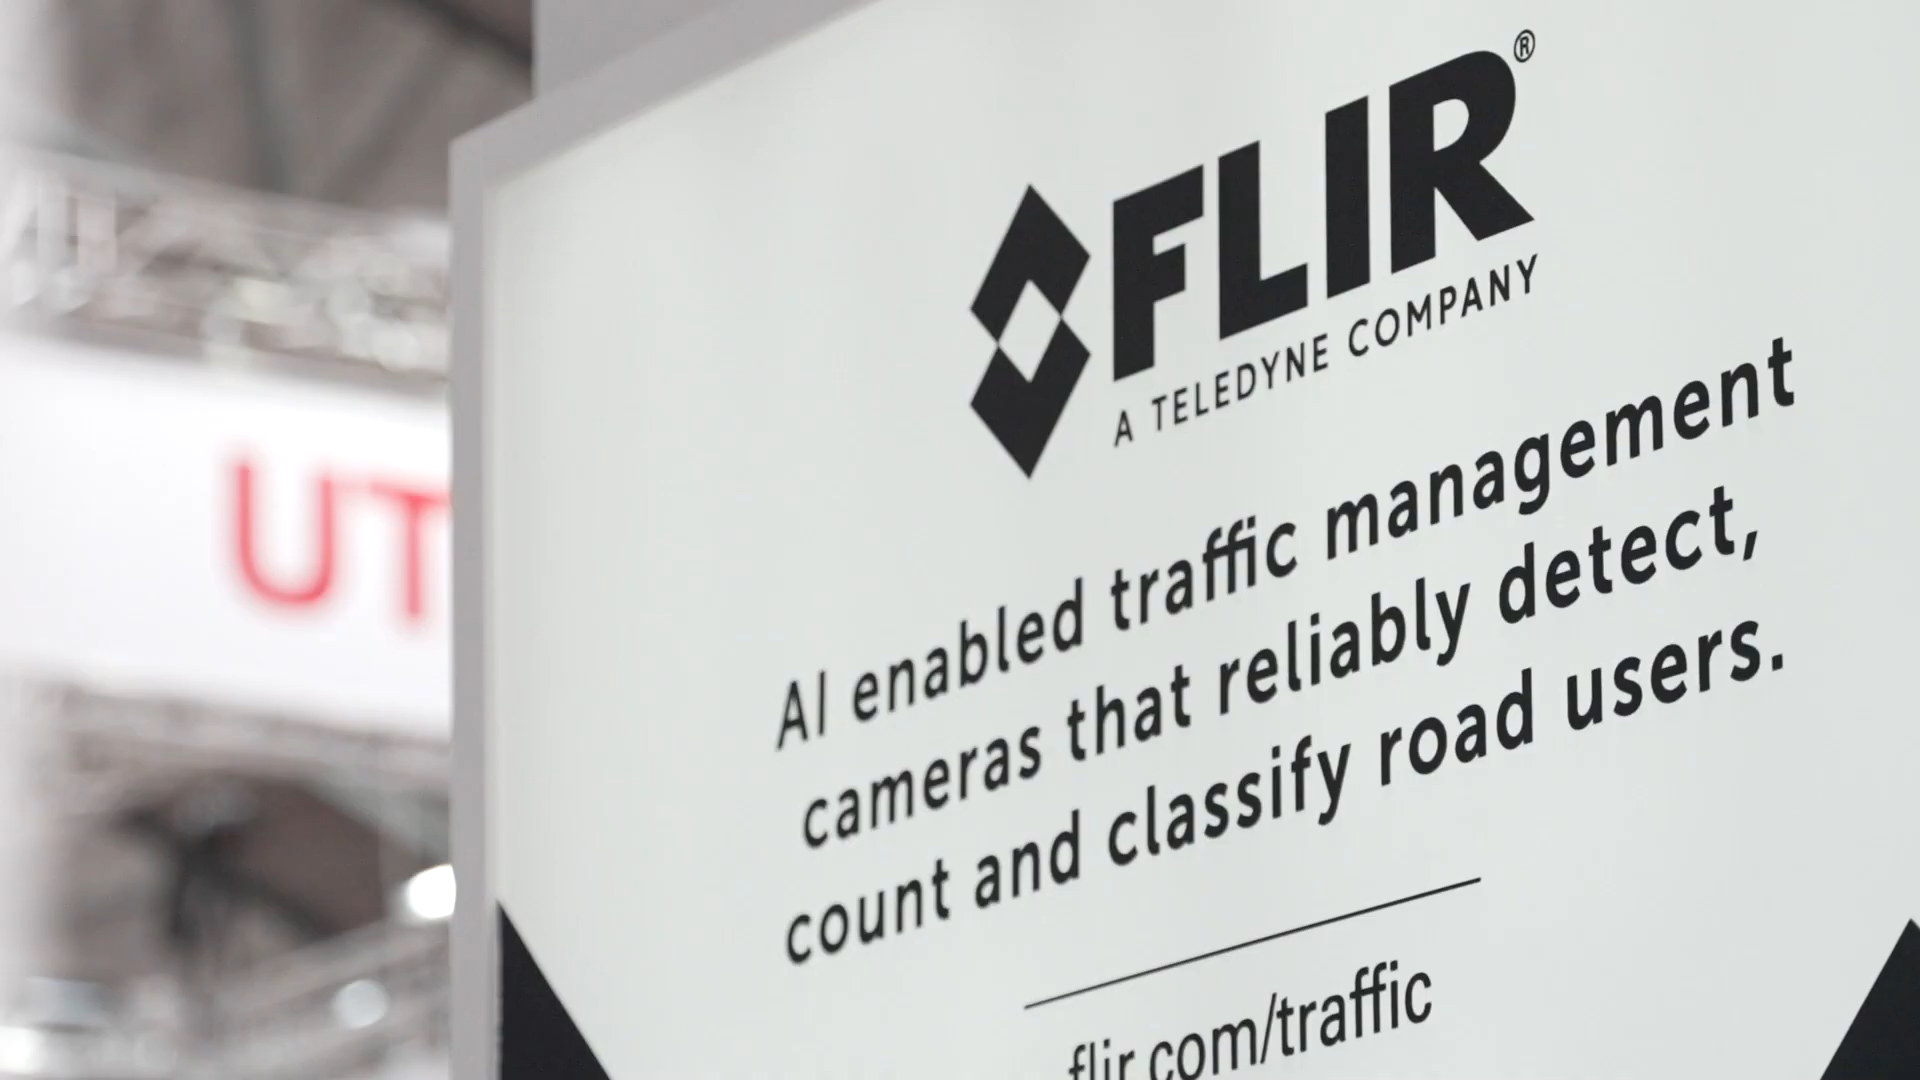 FLIR®
A TELEDYNE COMPANY
AI enabled traffic management
cameras that reliably detect,
count and classify road users.
flir.com/traffic
UT